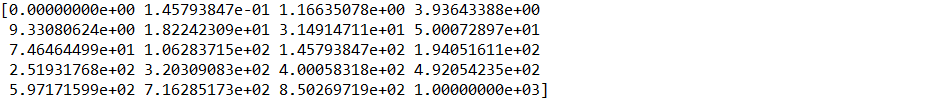 [0.00000000e+00 1.45793847e-01 1.16635078e+00 3.93643388e+00
9.33080624e+00 1.82242309e+01 3.14914711e+01 5.00072897e+01
7.46464499e+01 1.06283715e+02 1.45793847e+02 1.94051611e+02
2.51931768e+02 3.20309083e+02 4.00058318e+02 4.92054235e+02
5.97171599e+02 7.16285173e+02 8.50269719e+02 1.00000000e+03]